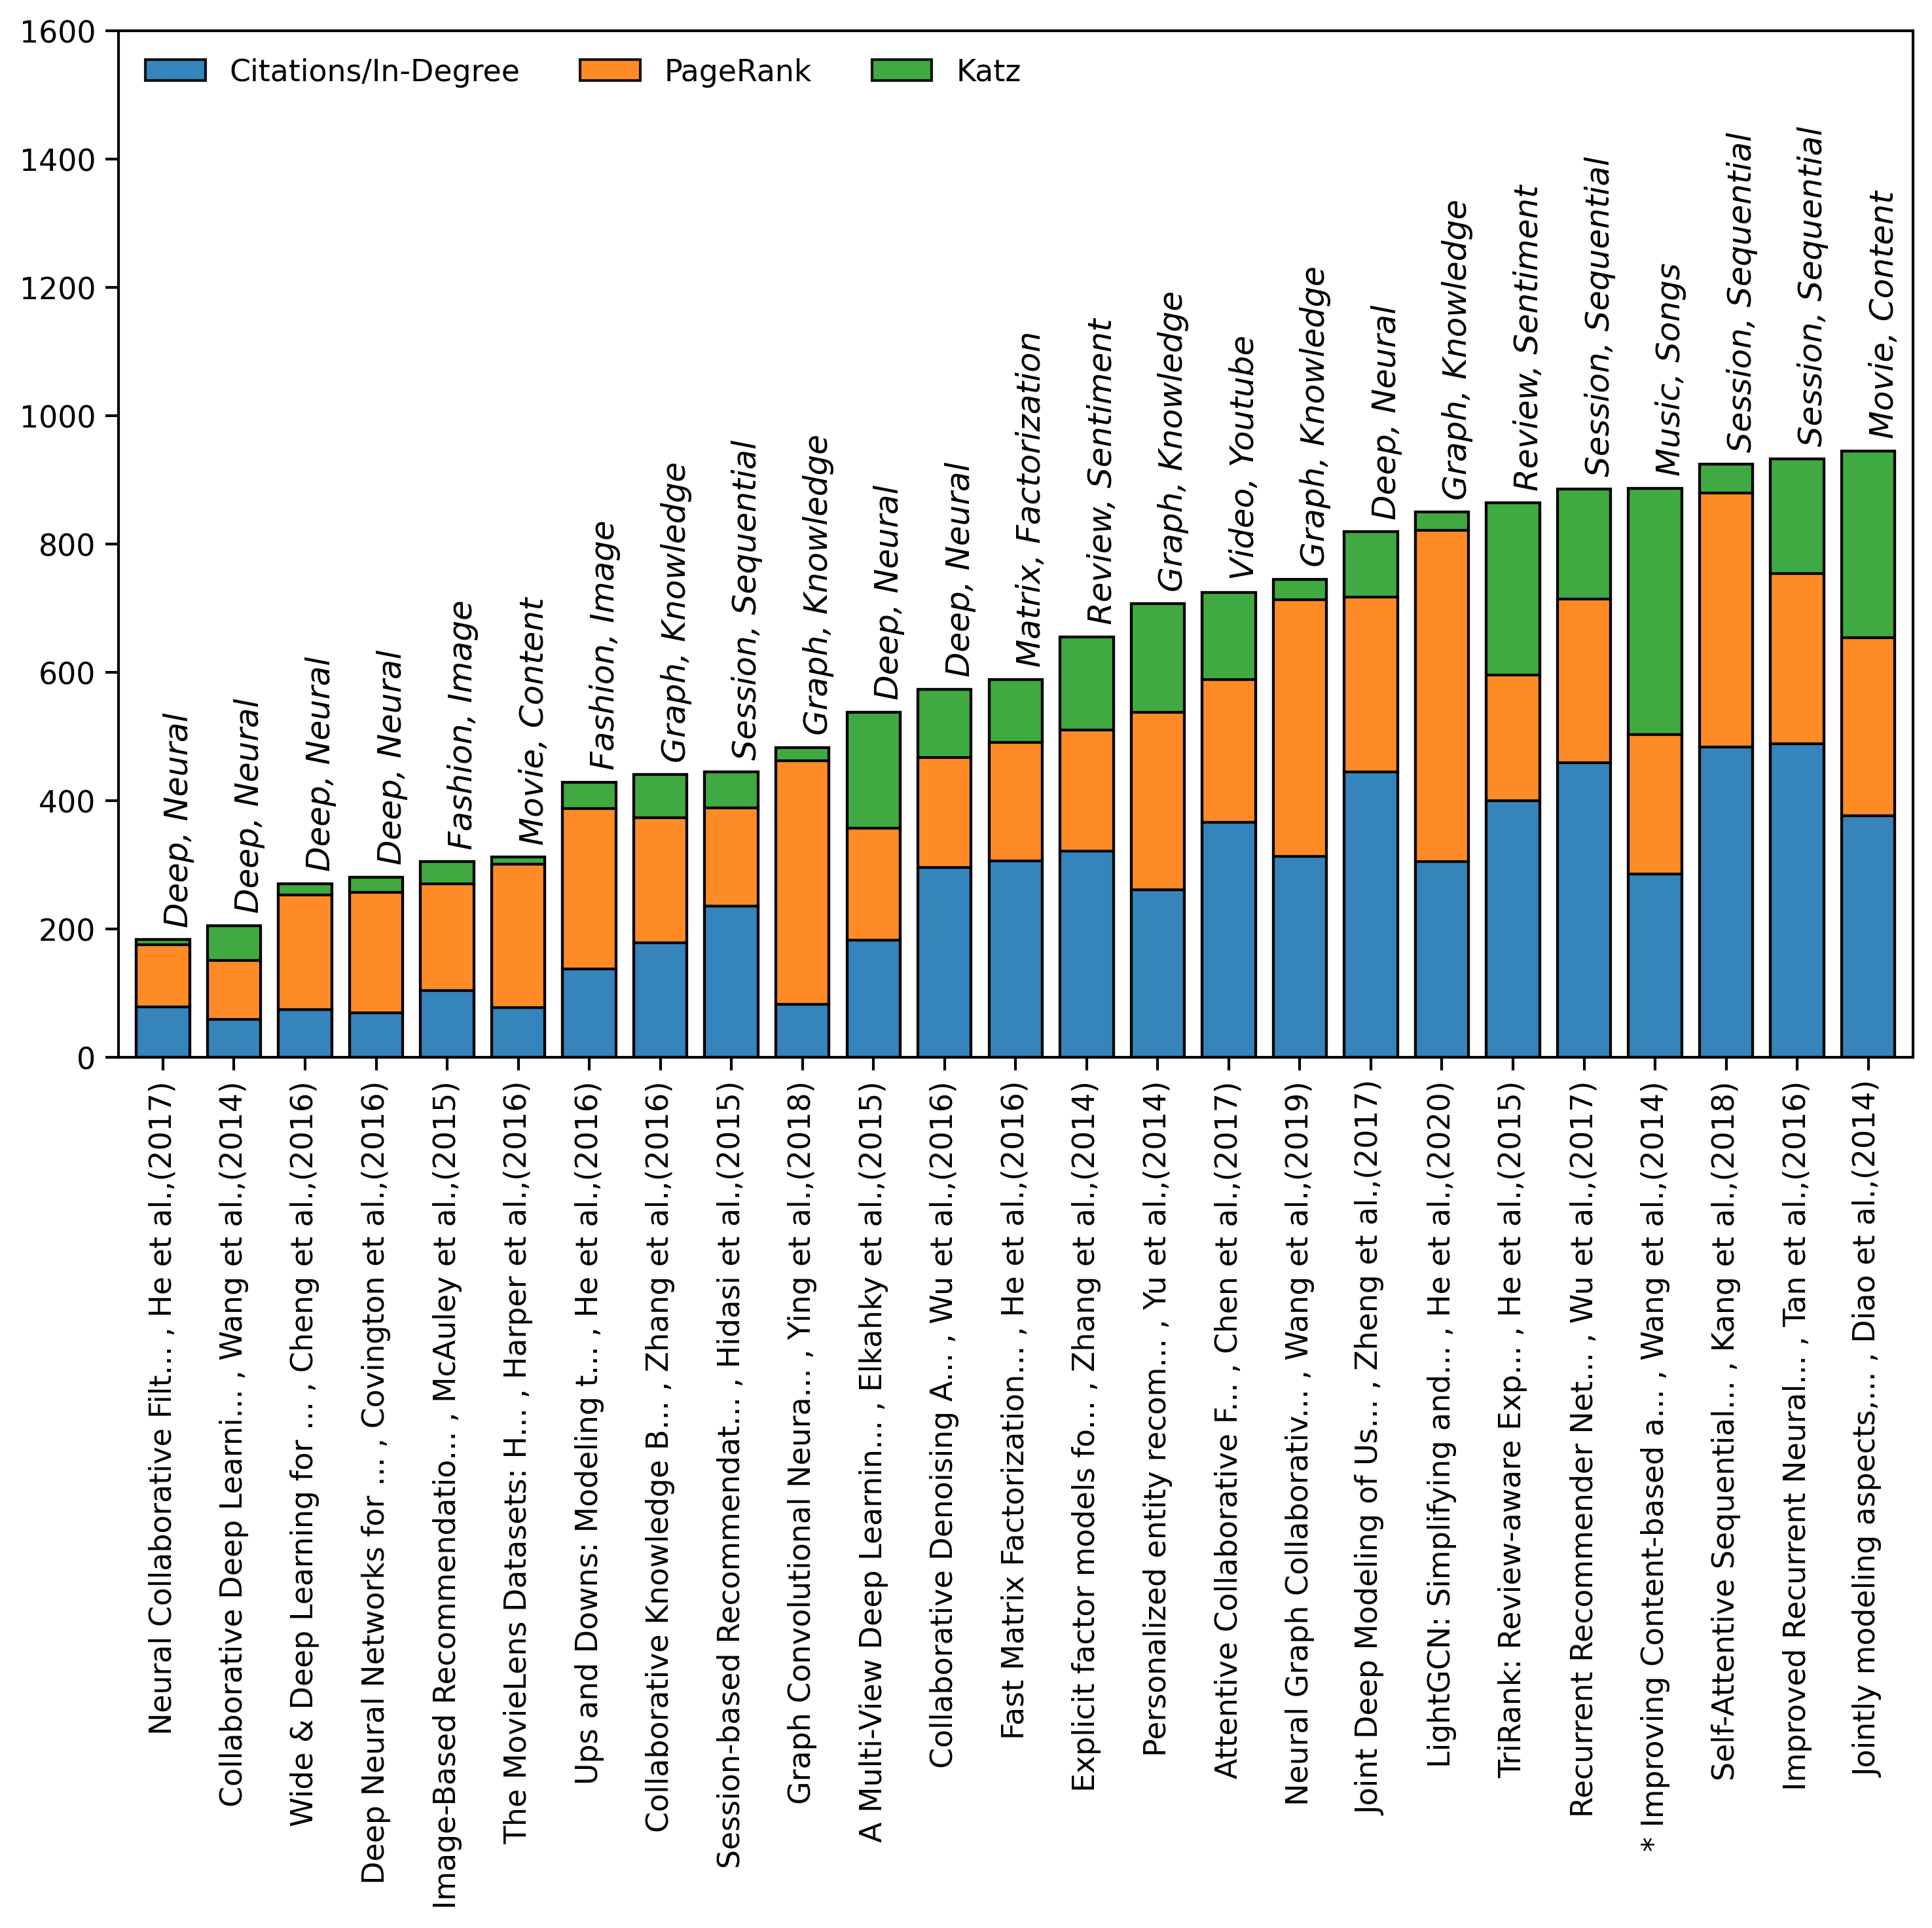 1600
1400
1200
1000
800
600
400
200
0
Citations/In-Degree
PageRank
Katz
Deep, Neural
Deep, Neural
Deep, Neural
Deep, Neural
Fashion, Image
Movie, Content
Fashion, Image
Graph, Knowledge
Session, Sequential
Graph, Knowledge
Deep, Neural
Deep, Neural
Matrix, Factorization
Review, Sentiment
Graph, Knowledge
Video, Youtube
Graph, Knowledge
Deep, Neural
Graph, Knowledge
Review, Sentiment
Session, Sequential
Music, Songs
Session, Sequential
Session, Sequential
Movie, Content
Neural Collaborative Filt... , He et al.,(2017)
Collaborative Deep Learni... , Wang et al.,(2014)
Wide & Deep Learning for ... , Cheng et al.,(2016)
Deep Neural Networks for ... , Covington et al.,(2016)
Image-Based Recommendatio... , McAuley et al.,(2015)
The MovieLens Datasets: H... , Harper et al.,(2016)
Ups and Downs: Modeling t... , He et al.,(2016)
Collaborative Knowledge B... , Zhang et al.,(2016)
Session-based Recommendat... , Hidasi et al.,(2015)
Graph Convolutional Neura... , Ying et al.,(2018)
A Multi-View Deep Learnin... , Elkahky et al.,(2015)
Collaborative Denoising A... , Wu et al.,(2016)
Fast Matrix Factorization... , He et al.,(2016)
Explicit factor models fo... , Zhang et al.,(2014)
Personalized entity recom... , Yu et al.,(2014)
Attentive Collaborative F... , Chen et al.,(2017)
Neural Graph Collaborativ... , Wang et al.,(2019)
Joint Deep Modeling of Us... , Zheng et al.,(2017)
LightGCN: Simplifying and... , He et al.,(2020)
TriRank: Review-aware Exp... , He et al.,(2015)
Recurrent Recommender Net... , Wu et al.,(2017)
* Improving Content-based a... , Wang et al.,(2014)
Self-Attentive Sequential... , Kang et al.,(2018)
Improved Recurrent Neural... , Tan et al.,(2016)
Jointly modeling aspects,... , Diao et al.,(2014)